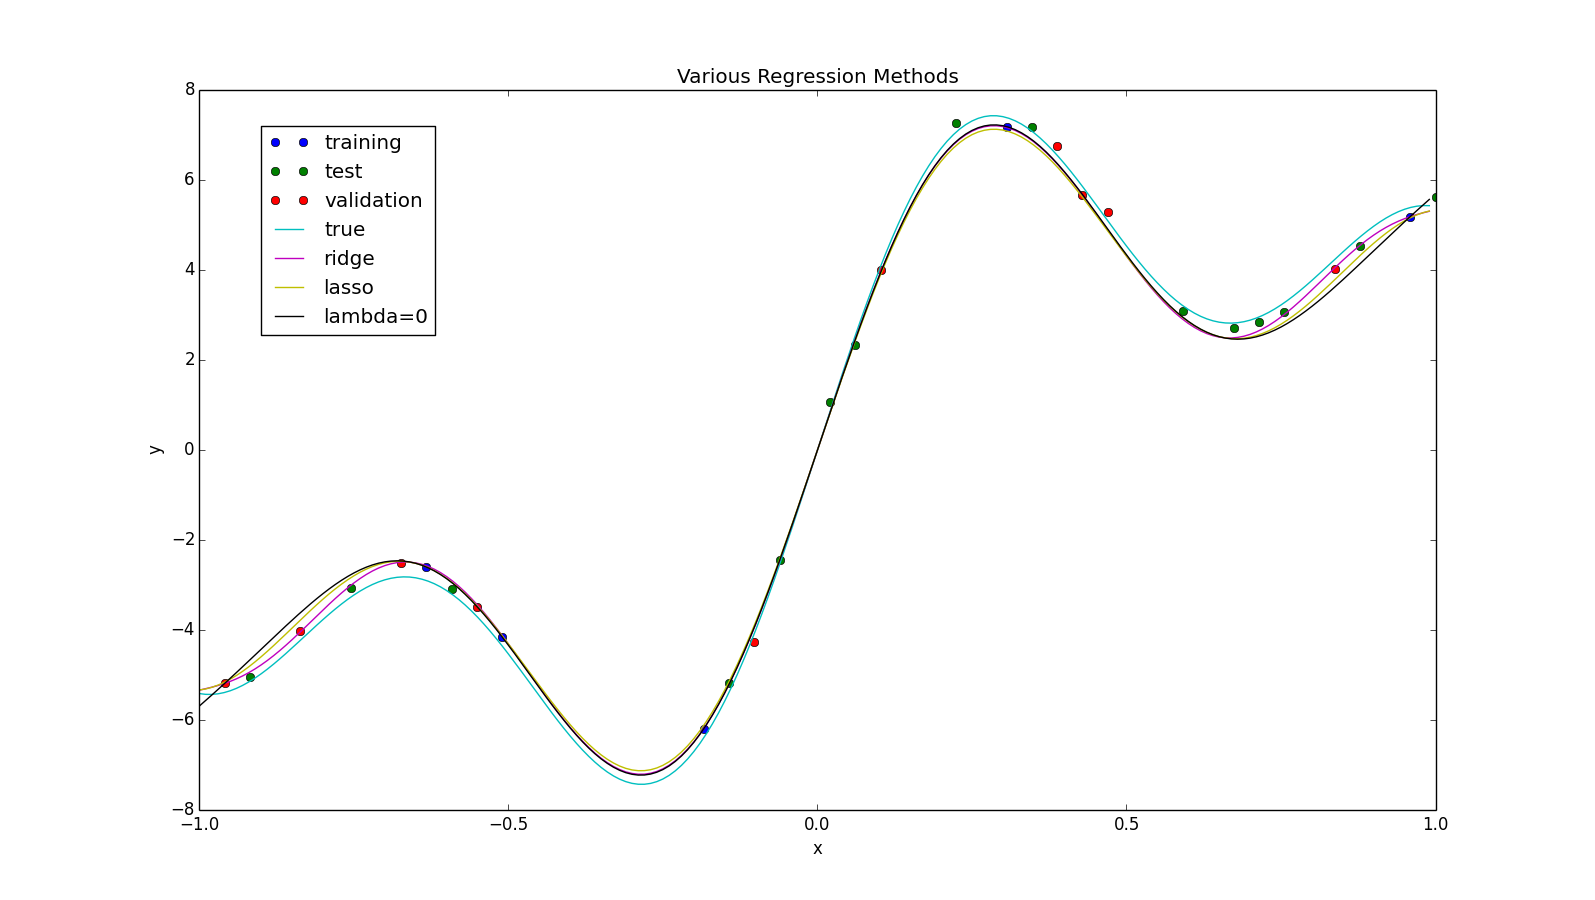 Various Regression Methods
8
6
4
2
0
−2
−4
−6
−8
y
training
test
validation
true
ridge
lasso
lambda=0
−1.0 −0.5 0.0 0.5 1.0
x